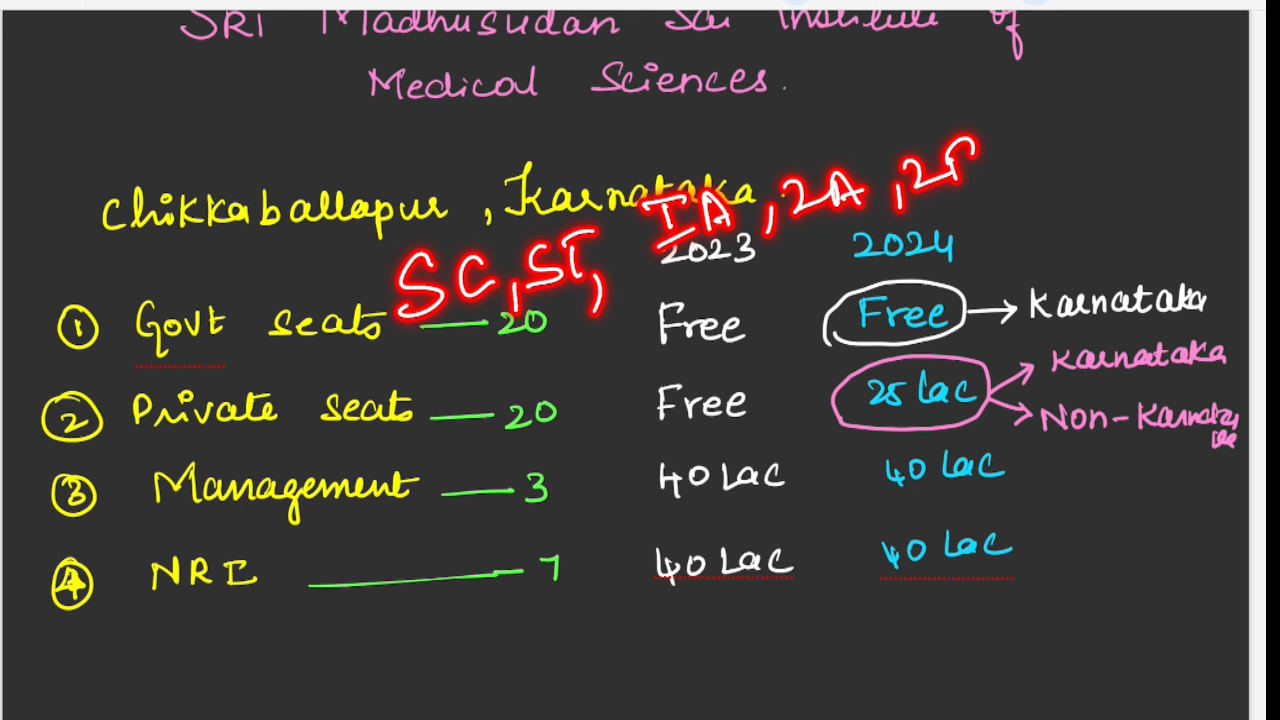 SRI Madhusudan Sai Institute of
Medical Sciences.
Chikkaballapur, Karnataka.
SC, ST, IA, 2A,
2023 2024
① Govt seats — 20 Free Free → Karnataka
② Private seats — 20 Free 25 Lac → Karnataka
→ Non-Karnataka
③ Management — 3 40 Lac 40 Lac
④ NRI — 7 40 Lac 40 Lac